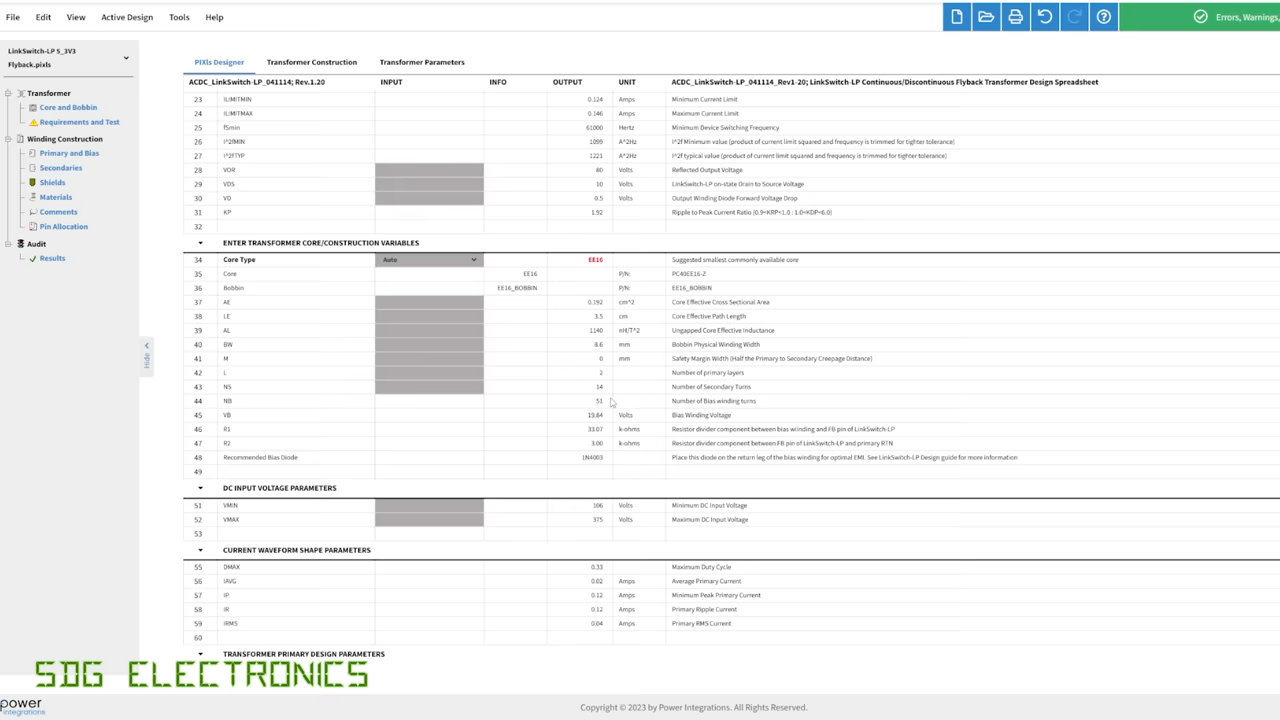 File Edit View Active Design Tools Help Errors, Warnings,
LinkSwitch-LP 5_3V3
Flyback.pixls
Transformer
Core and Bobbin
Requirements and Test
Winding Construction
Primary and Bias
Secondaries
Shields
Materials
Comments
Pin Allocation
Audit
Results
Hide
PIXls Designer Transformer Construction Transformer Parameters
ACDC_LinkSwitch-LP_041114; Rev.1.20 INPUT INFO OUTPUT UNIT ACDC_LinkSwitch-LP_041114_Rev1-20; LinkSwitch-LP Continuous/Discontinuous Flyback Transformer Design Spreadsheet
23 ILIMITMIN 0.124 Amps Minimum Current Limit
24 ILIMITMAX 0.146 Amps Maximum Current Limit
25 fSmin 61000 Hertz Minimum Device Switching Frequency
26 I^2fMIN 1099 A^2Hz I^2f Minimum value (product of current limit squared and frequency is trimmed for tighter tolerance)
27 I^2fTYP 1221 A^2Hz I^2f typical value (product of current limit squared and frequency is trimmed for tighter tolerance)
28 VOR 80 Volts Reflected Output Voltage
29 VDS 10 Volts LinkSwitch-LP on-state Drain to Source Voltage
30 VD 0.5 Volts Output Winding Diode Forward Voltage Drop
31 KP 1.92 Ripple to Peak Current Ratio (0.9<KRP<1.0 : 1.0<KDP<6.0)
32
ENTER TRANSFORMER CORE/CONSTRUCTION VARIABLES
34 Core Type Auto EE16 Suggested smallest commonly available core
35 Core EE16 P/N: PC40EE16-Z
36 Bobbin EE16_BOBBIN P/N: EE16_BOBBIN
37 AE 0.192 cm^2 Core Effective Cross Sectional Area
38 LE 3.5 cm Core Effective Path Length
39 AL 1140 nH/T^2 Ungapped Core Effective Inductance
40 BW 8.6 mm Bobbin Physical Winding Width
41 M 0 mm Safety Margin Width (Half the Primary to Secondary Creepage Distance)
42 L 2 Number of primary layers
43 NS 14 Number of Secondary Turns
44 NB 51 Number of Bias winding turns
45 VB 19.84 Volts Bias Winding Voltage
46 R1 33.07 k-ohms Resistor divider component between bias wiinding and FB pin of LinkSwitch-LP
47 R2 3.00 k-ohms Resistor divider component between FB pin of LinkSwitch-LP and primary RTN
48 Recommended Bias Diode 1N4003 Place this diode on the return leg of the bias winding for optimal EMI. See LinkSwitch-LP Design guide for more information
49
DC INPUT VOLTAGE PARAMETERS
51 VMIN 106 Volts Minimum DC Input Voltage
52 VMAX 375 Volts Maximum DC Input Voltage
53
CURRENT WAVEFORM SHAPE PARAMETERS
55 DMAX 0.33 Maximum Duty Cycle
56 IAVG 0.02 Amps Average Primary Current
57 IP 0.12 Amps Minimum Peak Primary Current
58 IR 0.12 Amps Primary Ripple Current
59 IRMS 0.04 Amps Primary RMS Current
60
TRANSFORMER PRIMARY DESIGN PARAMETERS
SDG ELECTRONICS
power
integrations
Copyright © 2023 by Power Integrations. All Rights Reserved.